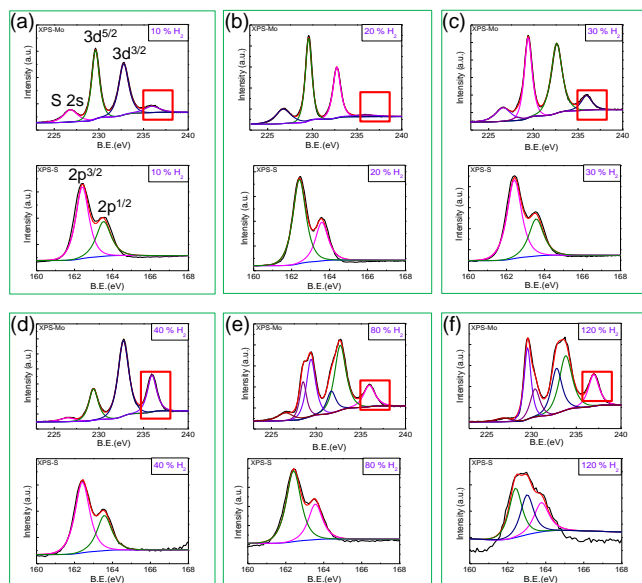 (a)
XPS-Mo
10 % H2
3d5/2
3d3/2
S 2s
Intensity (a.u.)
225 230 235 240
B.E.(eV)
XPS-S
10 % H2
2p3/2
2p1/2
Intensity (a.u.)
160 162 164 166 168
B.E.(eV)
(b)
XPS-Mo
20 % H2
Intensity (a.u.)
225 230 235 240
B.E.(eV)
XPS-S
20 % H2
Intensity (a.u.)
160 162 164 166 168
B.E.(eV)
(c)
XPS-Mo
30 % H2
Intensity (a.u.)
225 230 235 240
B.E.(eV)
XPS-S
30 % H2
Intensity (a.u.)
160 162 164 166 168
B.E.(eV)
(d)
XPS-Mo
40 % H2
Intensity (a.u.)
225 230 235 240
B.E.(eV)
XPS-S
40 % H2
Intensity (a.u.)
160 162 164 166 168
B.E.(eV)
(e)
XPS-Mo
80 % H2
Intensity (a.u.)
225 230 235 240
B.E.(eV)
XPS-S
80 % H2
Intensity (a.u.)
160 162 164 166 168
B.E.(eV)
(f)
XPS-Mo
120 % H2
Intensity (a.u.)
225 230 235 240
B.E.(eV)
XPS-S
120 % H2
Intensity (a.u.)
160 162 164 166 168
B.E.(eV)